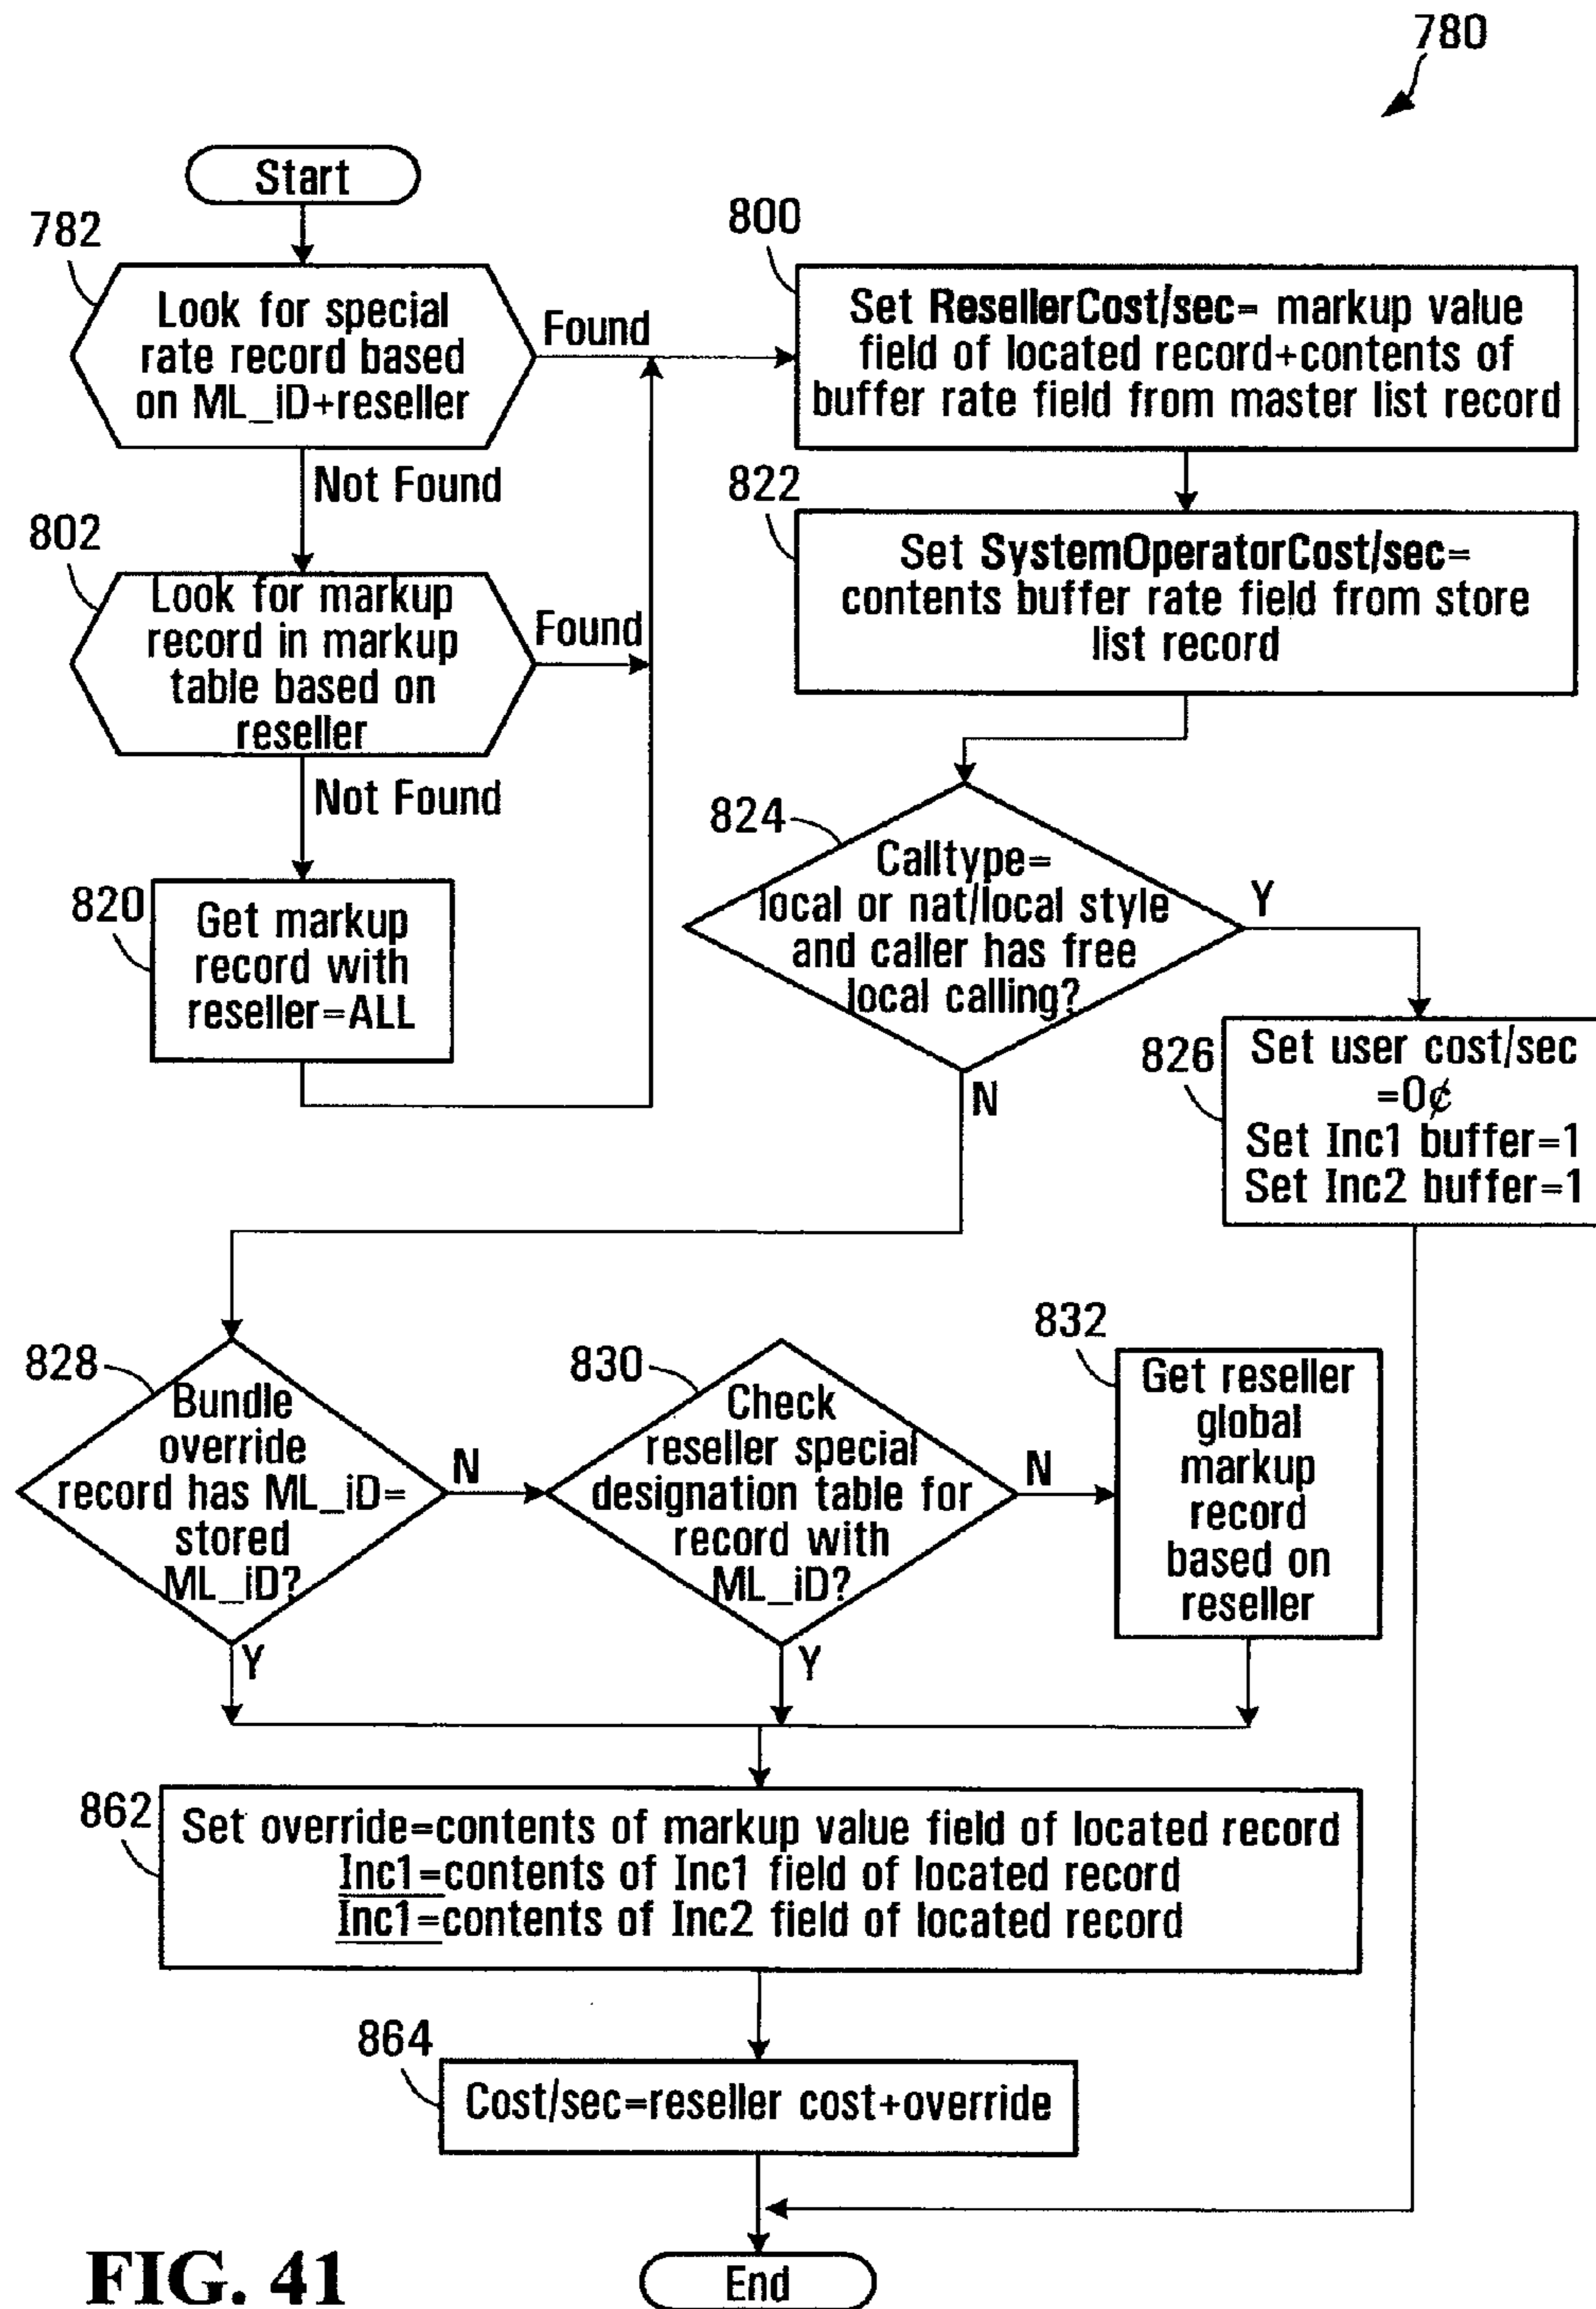 780
Start
782
Look for special
rate record based
on ML_iD+reseller
Found
Not Found
802
Look for markup
record in markup
table based on
reseller
Found
Not Found
820
Get markup
record with
reseller=ALL
800
Set ResellerCost/sec= markup value
field of located record+contents of
buffer rate field from master list record
822
Set SystemOperatorCost/sec=
contents buffer rate field from store
list record
824
Calltype=
local or nat/local style
and caller has free
local calling?
Y
N
826
Set user cost/sec
=0¢
Set Inc1 buffer=1
Set Inc2 buffer=1
828
Bundle
override
record has ML_iD=
stored
ML_iD?
N
Y
830
Check
reseller special
designation table for
record with
ML_iD?
N
Y
832
Get reseller
global
markup
record
based on
reseller
862
Set override=contents of markup value field of located record
Inc1=contents of Inc1 field of located record
Inc1=contents of Inc2 field of located record
864
Cost/sec=reseller cost+override
End
FIG. 41